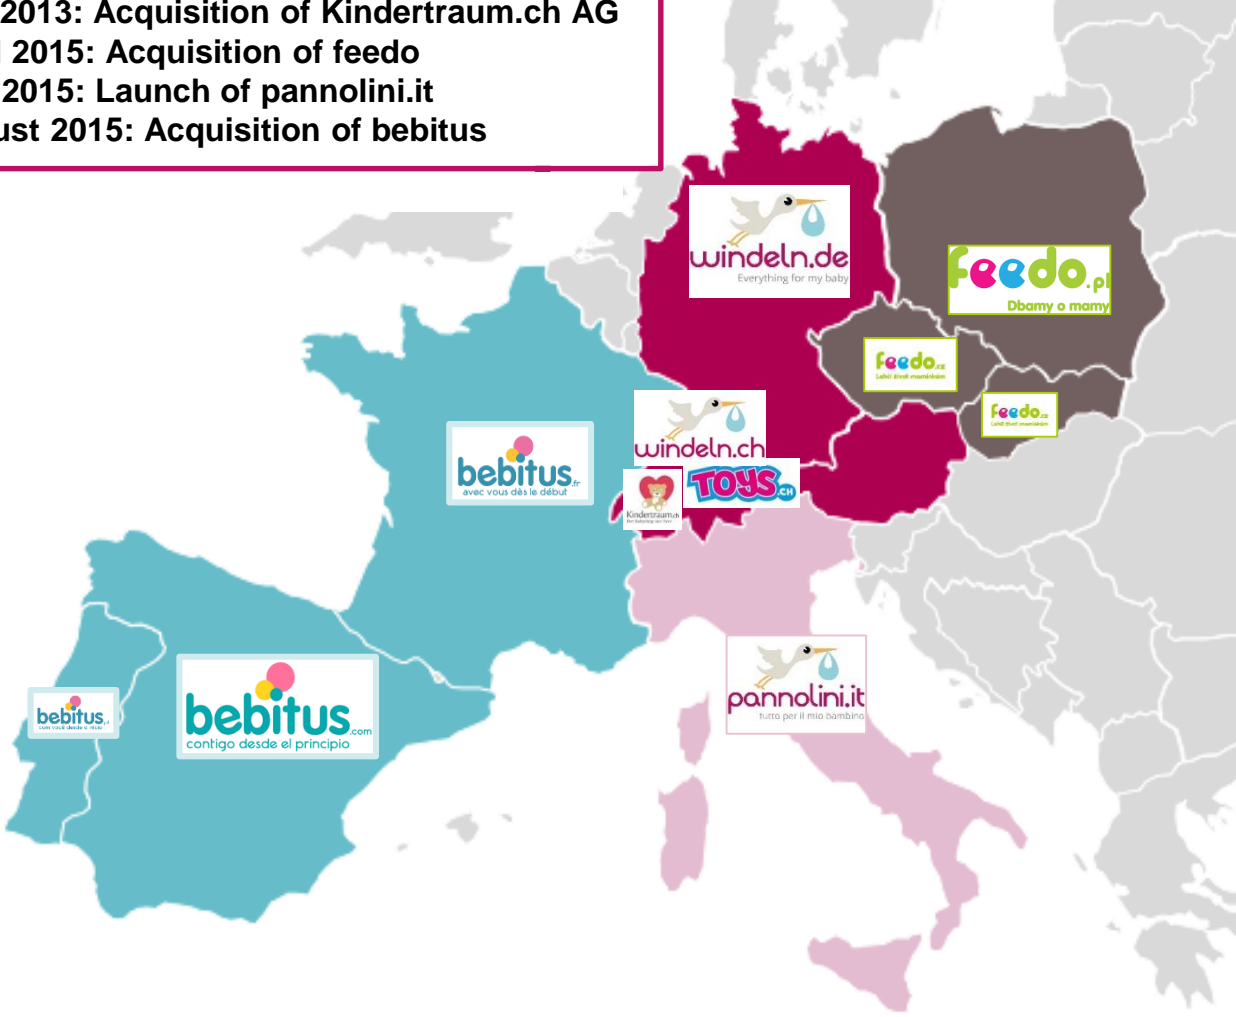 2013: Acquisition of Kindertraum.ch AG
2015: Acquisition of feedo
2015: Launch of pannolini.it
ust 2015: Acquisition of bebitus
windeln.de
Everything for my baby
feedo.pl
Dbamy o mamy
feedo.cz
Lehčí život maminkám
feedo
windeln.ch
TOYS.CH
Kindertraum.ch
bebitus.fr
avec vous dès le début
pannolini.it
tutto per il mio bambino
bebitus.com
contigo desde el principio
bebitus